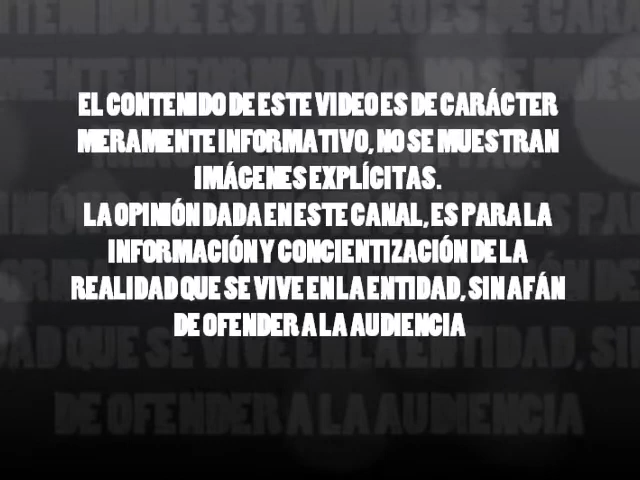 EL CONTENIDO DE ESTE VIDEO ES DE CARÁCTER
MERAMENTE INFORMATIVO, NO SE MUESTRAN
IMÁGENES EXPLÍCITAS.
LA OPINIÓN DADA EN ESTE CANAL, ES PARA LA
INFORMACIÓN Y CONCIENTIZACIÓN DE LA
REALIDAD QUE SE VIVE EN LA ENTIDAD, SIN AFÁN
DE OFENDER A LA AUDIENCIA